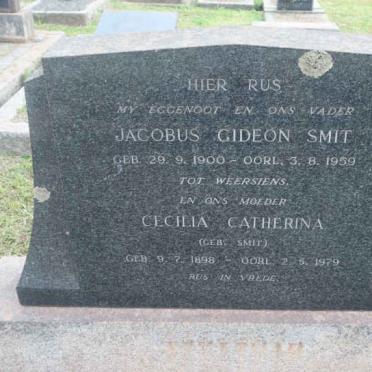 HIER RUS
MY EGGENOOT EN ONS VADER
JACOBUS GIDEON SMIT
GEB. 29. 9. 1900 – OORL. 3. 8. 1959
TOT WEERSIENS.
EN ONS MOEDER
CECILIA CATHERINA
(GEB. SMIT)
GEB. 9. 7. 1898 – OORL. 2. 5. 1979
RUS IN VREDE.